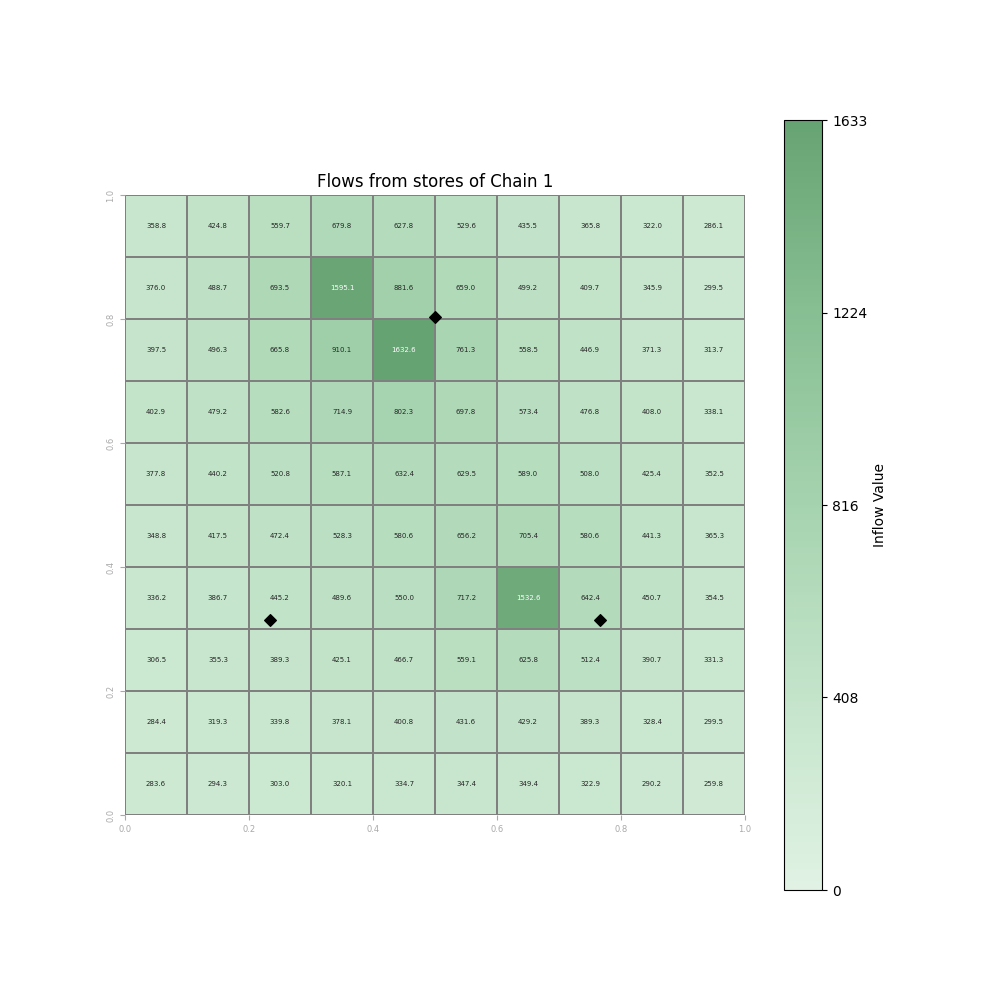 Flows from stores of Chain 1
1.0
358.8 424.8 559.7 679.8 627.8 529.6 435.5 365.8 322.0 286.1
376.0 488.7 693.5 1595.1 881.6 659.0 499.2 409.7 345.9 299.5
0.8
397.5 496.3 665.8 910.1 1632.6 761.3 558.5 446.9 371.3 313.7
402.9 479.2 582.6 714.9 802.3 697.8 573.4 476.8 408.0 338.1
0.6
377.8 440.2 520.8 587.1 632.4 629.5 589.0 508.0 425.4 352.5
348.8 417.5 472.4 528.3 580.6 656.2 705.4 580.6 441.3 365.3
0.4
336.2 386.7 445.2 489.6 550.0 717.2 1532.6 642.4 450.7 354.5
306.5 355.3 389.3 425.1 466.7 559.1 625.8 512.4 390.7 331.3
0.2
284.4 319.3 339.8 378.1 400.8 431.6 429.2 389.3 328.4 299.5
283.6 294.3 303.0 320.1 334.7 347.4 349.4 322.9 290.2 259.8
0.0
0.0 0.2 0.4 0.6 0.8 1.0
1633
1224
816
408
0
Inflow Value